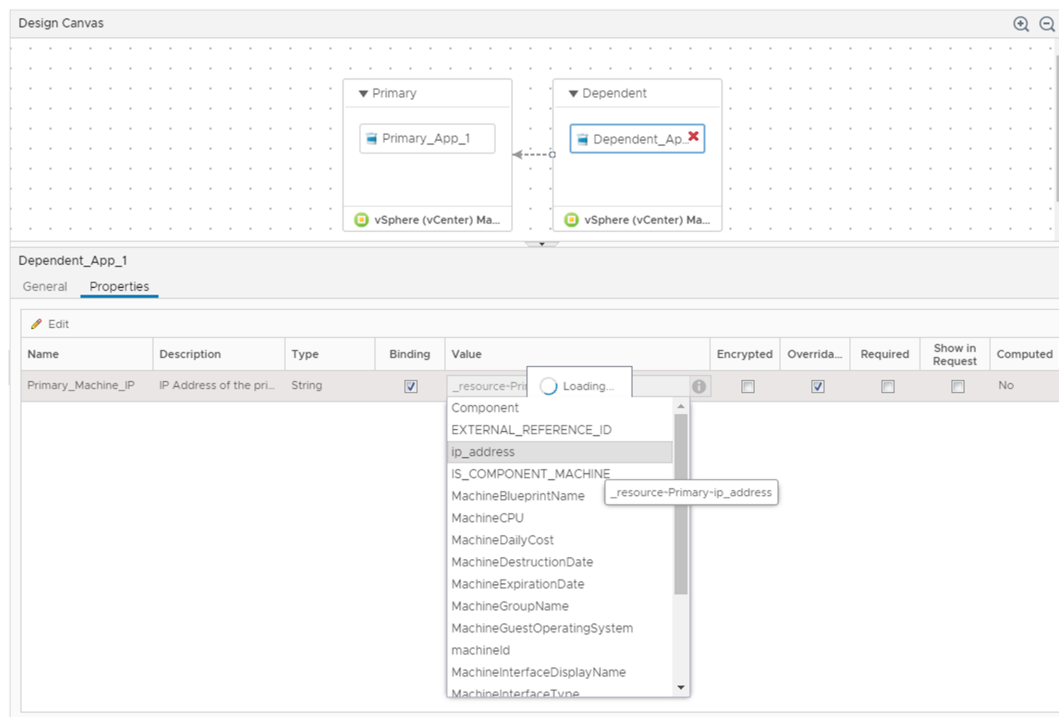 Design Canvas
Primary
Dependent
Primary_App_1
Dependent_Ap...
vSphere (vCenter) Ma...
vSphere (vCenter) Ma...
Dependent_App_1
General
Properties
Edit
Name
Description
Type
Binding
Value
Encrypted
Overrida...
Required
Show in
Request
Computed
Primary_Machine_IP
IP Address of the pri...
String
_resource-Pri
Loading...
No
Component
EXTERNAL_REFERENCE_ID
ip_address
IS_COMPONENT_MACHINE
_resource-Primary-ip_address
MachineBlueprintName
MachineCPU
MachineDailyCost
MachineDestructionDate
MachineExpirationDate
MachineGroupName
MachineGuestOperatingSystem
machineId
MachineInterfaceDisplayName
MachineInterfaceType